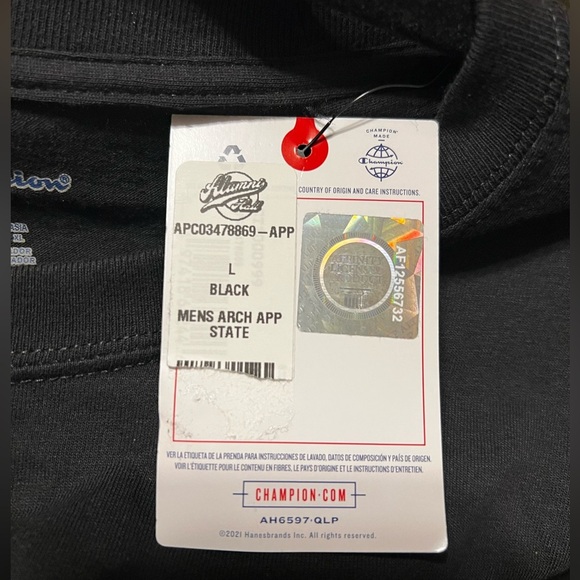 CHAMPION®
MADE
Champion
COUNTRY OF ORIGIN AND CARE INSTRUCTIONS.
Alumni
Hall
APC03478869-APP
L
BLACK
MENS ARCH APP
STATE
AF12556732
VER LA ETIQUETA DE LA PRENDA PARA INSTRUCCIONES DE LAVADO, DATOS DE COMPOSICIÓN Y PAÍS DE ORIGEN.
VOIR L'ÉTIQUETTE POUR LE CONTENU EN FIBRES, LE PAYS D'ORIGINE ET LE INSTRUCTIONS D'ENTRETIEN.
CHAMPION·COM
AH6597·QLP
©2021 Hanesbrands Inc. All rights reserved.